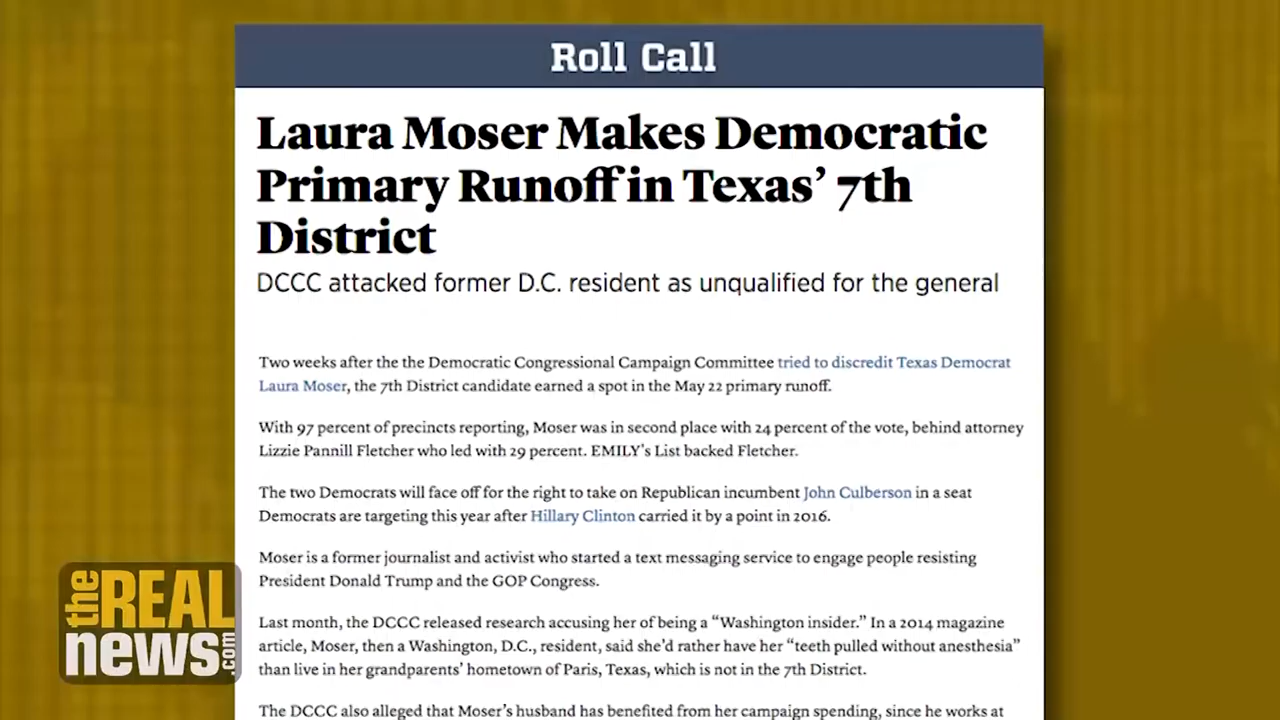 Roll Call
Laura Moser Makes Democratic
Primary Runoff in Texas’ 7th
District
DCCC attacked former D.C. resident as unqualified for the general
Two weeks after the the Democratic Congressional Campaign Committee tried to discredit Texas Democrat
Laura Moser, the 7th District candidate earned a spot in the May 22 primary runoff.
With 97 percent of precincts reporting, Moser was in second place with 24 percent of the vote, behind attorney
Lizzie Pannill Fletcher who led with 29 percent. EMILY’s List backed Fletcher.
The two Democrats will face off for the right to take on Republican incumbent John Culberson in a seat
Democrats are targeting this year after Hillary Clinton carried it by a point in 2016.
Moser is a former journalist and activist who started a text messaging service to engage people resisting
President Donald Trump and the GOP Congress.
Last month, the DCCC released research accusing her of being a “Washington insider.” In a 2014 magazine
article, Moser, then a Washington, D.C., resident, said she’d rather have her “teeth pulled without anesthesia”
than live in her grandparents’ hometown of Paris, Texas, which is not in the 7th District.
The DCCC also alleged that Moser’s husband has benefited from her campaign spending, since he works at
the REAL
news.com